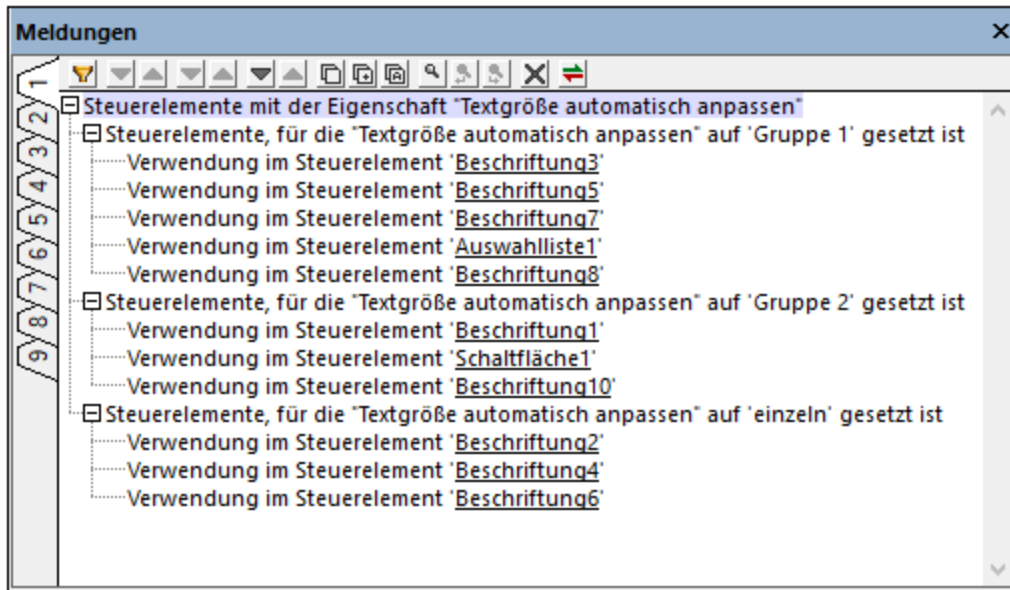 Meldungen
1
2
3
4
5
6
7
8
9
Steuerelemente mit der Eigenschaft "Textgröße automatisch anpassen"
Steuerelemente, für die "Textgröße automatisch anpassen" auf 'Gruppe 1' gesetzt ist
Verwendung im Steuerelement 'Beschriftung3'
Verwendung im Steuerelement 'Beschriftung5'
Verwendung im Steuerelement 'Beschriftung7'
Verwendung im Steuerelement 'Auswahlliste1'
Verwendung im Steuerelement 'Beschriftung8'
Steuerelemente, für die "Textgröße automatisch anpassen" auf 'Gruppe 2' gesetzt ist
Verwendung im Steuerelement 'Beschriftung1'
Verwendung im Steuerelement 'Schaltfläche1'
Verwendung im Steuerelement 'Beschriftung10'
Steuerelemente, für die "Textgröße automatisch anpassen" auf 'einzeln' gesetzt ist
Verwendung im Steuerelement 'Beschriftung2'
Verwendung im Steuerelement 'Beschriftung4'
Verwendung im Steuerelement 'Beschriftung6'